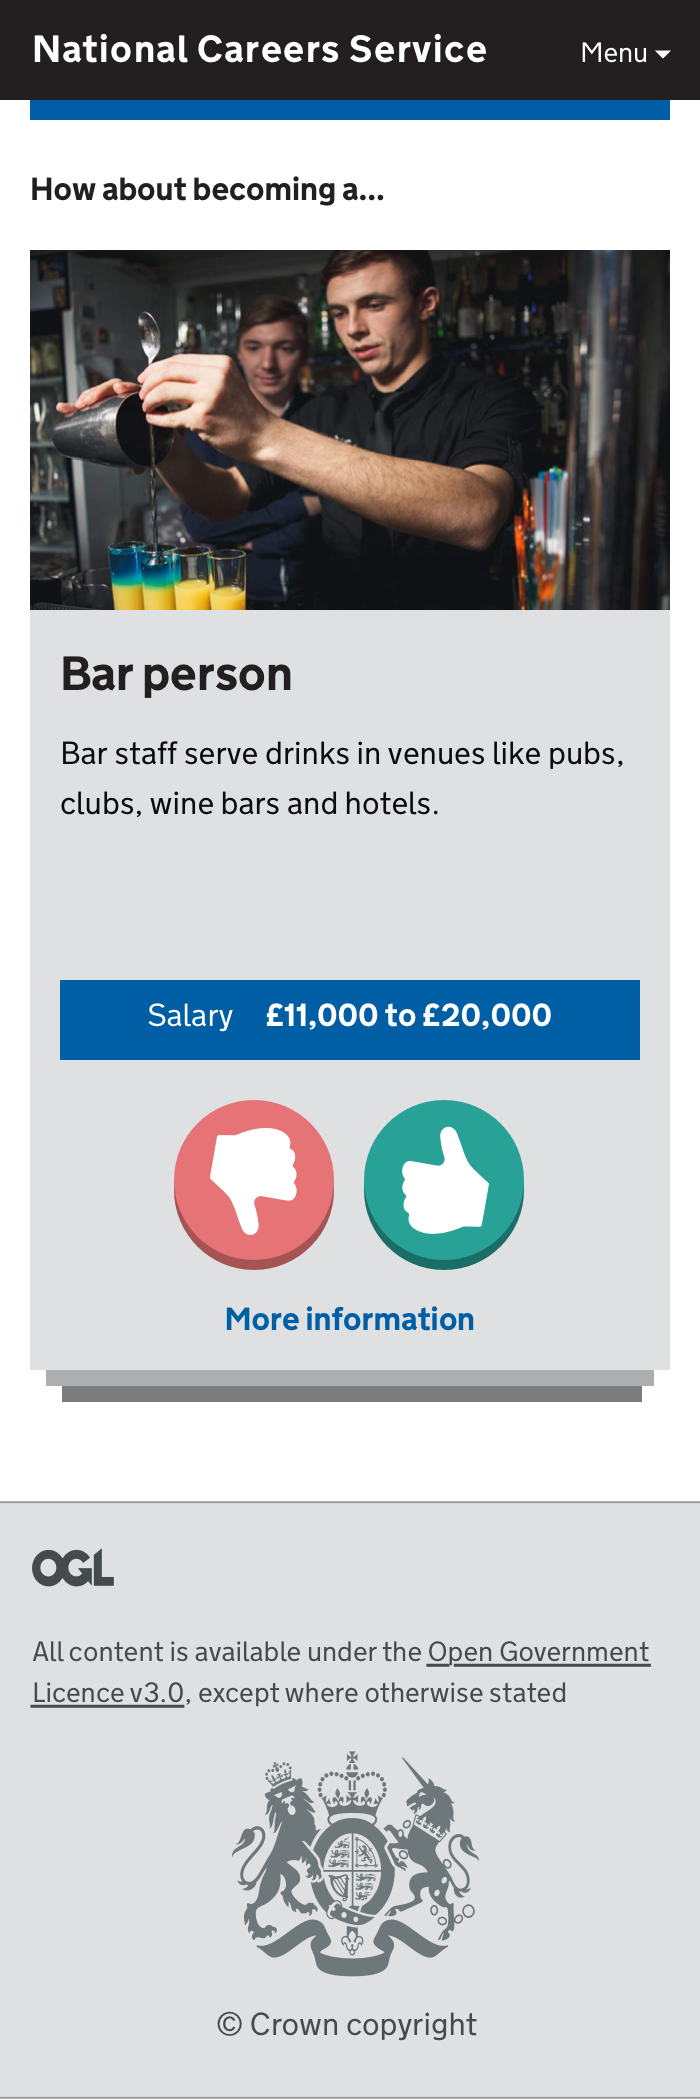 National Careers Service
Menu
How about becoming a...
Bar person
Bar staff serve drinks in venues like pubs,
clubs, wine bars and hotels.
Salary £11,000 to £20,000
More information
OGL
All content is available under the Open Government
Licence v3.0, except where otherwise stated
© Crown copyright